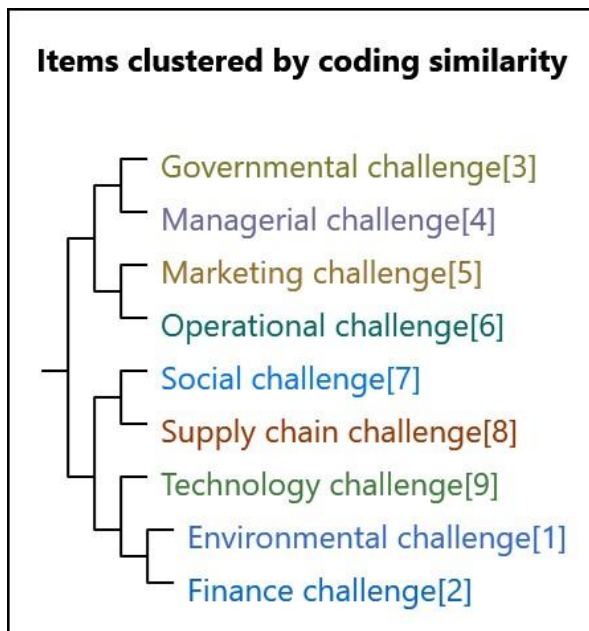 Items clustered by coding similarity
Governmental challenge[3]
Managerial challenge[4]
Marketing challenge[5]
Operational challenge[6]
Social challenge[7]
Supply chain challenge[8]
Technology challenge[9]
Environmental challenge[1]
Finance challenge[2]